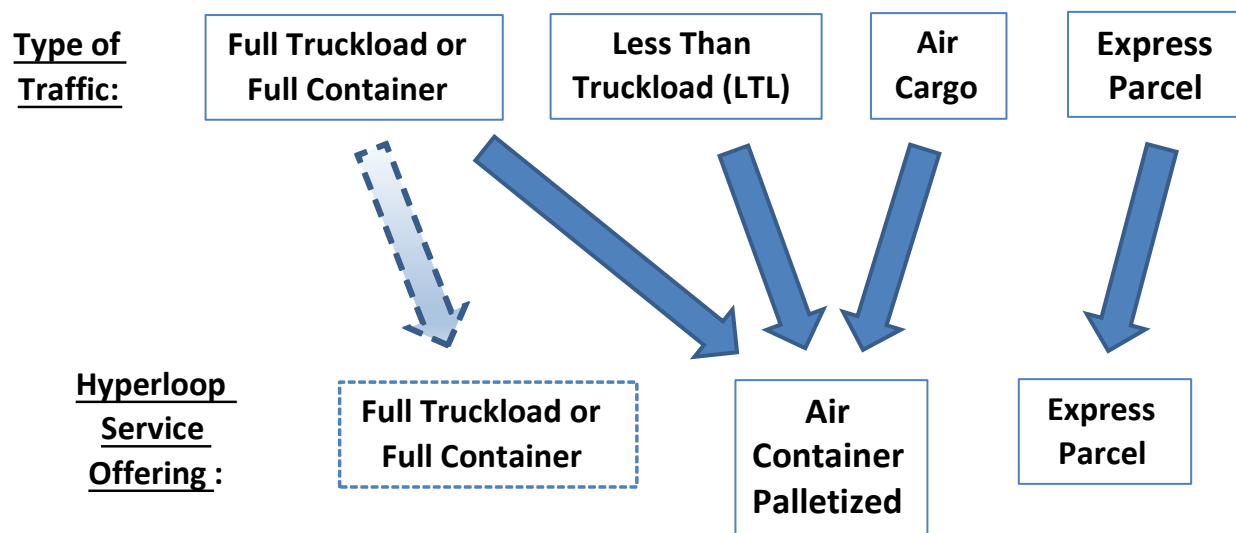 Type of
Traffic:
Full Truckload or
Full Container
Less Than
Truckload (LTL)
Air
Cargo
Express
Parcel
Hyperloop
Service
Offering :
Full Truckload or
Full Container
Air
Container
Palletized
Express
Parcel